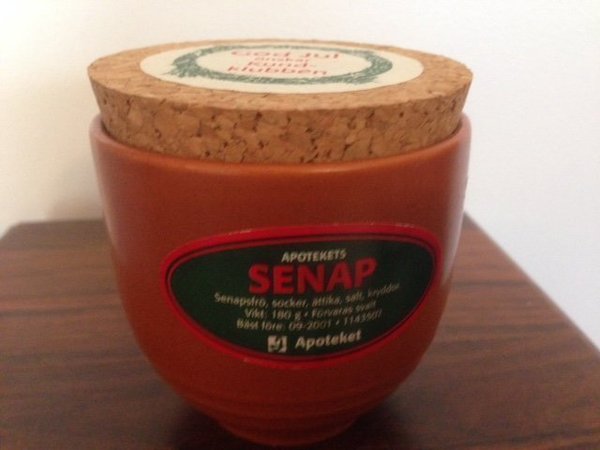 God Jul
önskar
Kund-
klubben
APOTEKETS
SENAP
Senapsfrö, socker, ättika, salt, kryddor.
Vikt: 180 g • Förvaras svalt
Bäst före: 09-2001 • 1143507
Apoteket